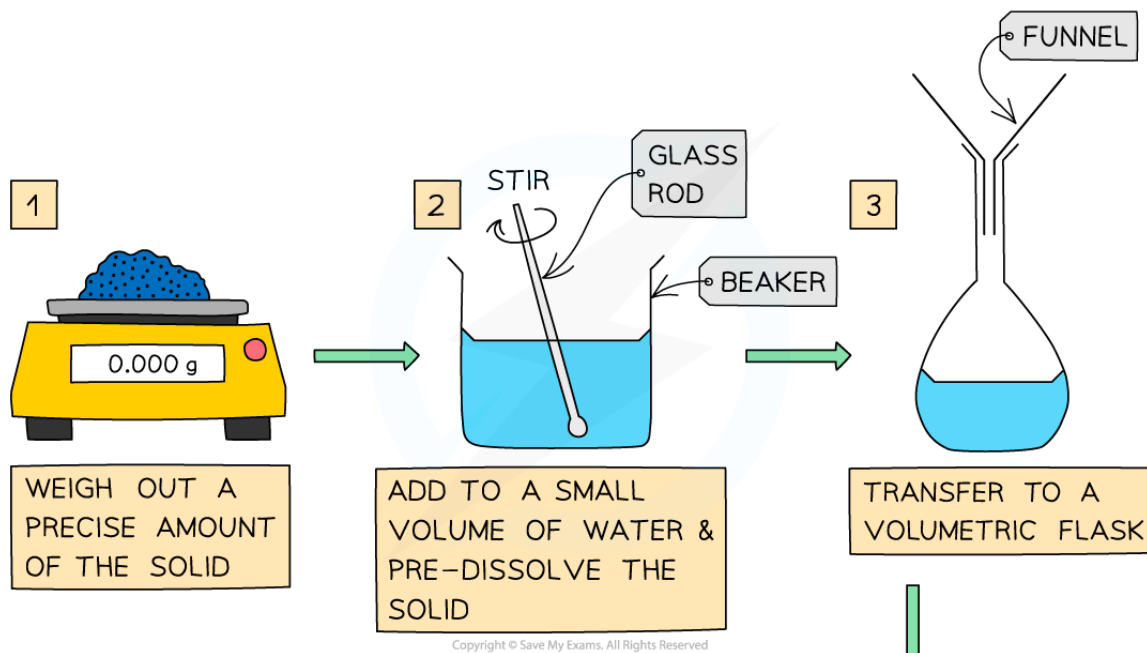 1
0.000 g
WEIGH OUT A
PRECISE AMOUNT
OF THE SOLID
2
STIR
GLASS
ROD
BEAKER
ADD TO A SMALL
VOLUME OF WATER &
PRE-DISSOLVE THE
SOLID
3
FUNNEL
TRANSFER TO A
VOLUMETRIC FLASK
Copyright © Save My Exams. All Rights Reserved